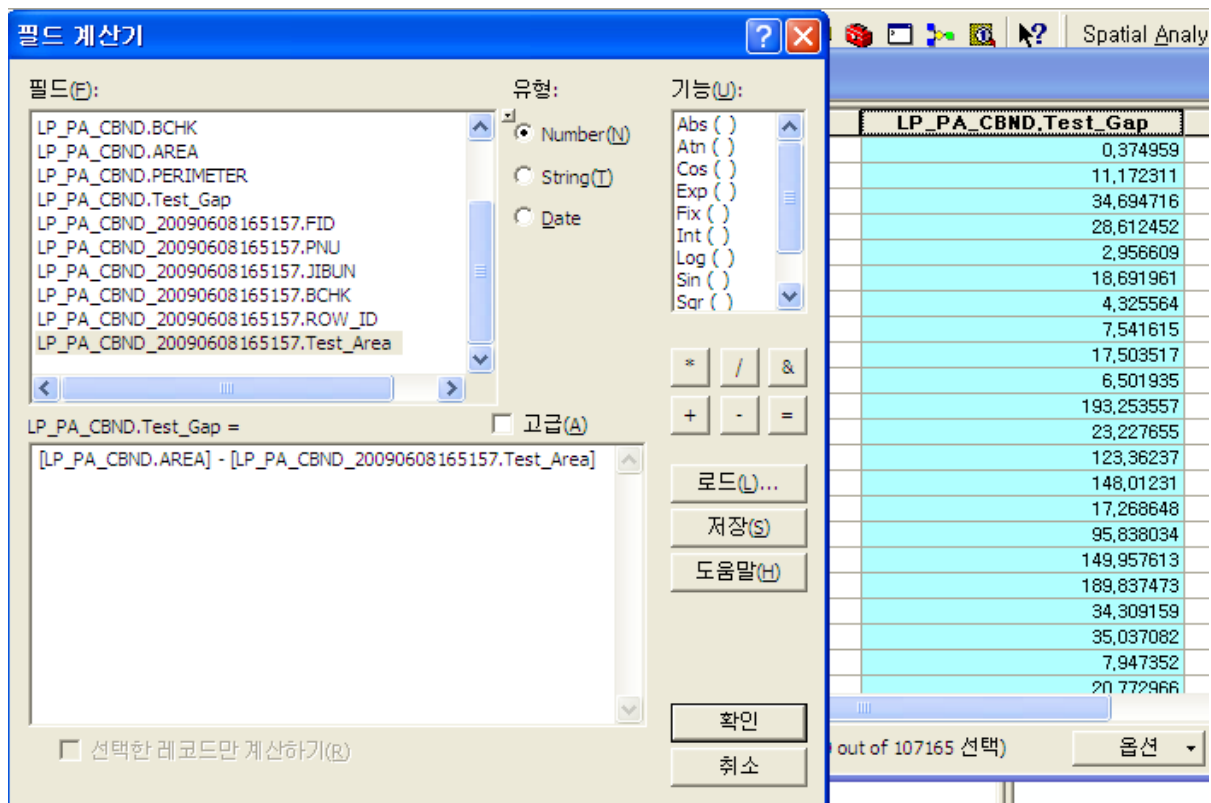 필드 계산기
Spatial Analy
필드(F):
유형:
기능(U):
LP_PA_CBND.BCHK
LP_PA_CBND.AREA
LP_PA_CBND.PERIMETER
LP_PA_CBND.Test_Gap
LP_PA_CBND_20090608165157.FID
LP_PA_CBND_20090608165157.PNU
LP_PA_CBND_20090608165157.JIBUN
LP_PA_CBND_20090608165157.BCHK
LP_PA_CBND_20090608165157.ROW_ID
LP_PA_CBND_20090608165157.Test_Area
Number(N)
String(T)
Date
Abs ( )
Atn ( )
Cos ( )
Exp ( )
Fix ( )
Int ( )
Log ( )
Sin ( )
Sqr ( )
* / &
+ - =
LP_PA_CBND.Test_Gap =
고급(A)
[LP_PA_CBND.AREA] - [LP_PA_CBND_20090608165157.Test_Area]
로드(L)...
저장(S)
도움말(H)
확인
취소
선택한 레코드만 계산하기(R)
LP_PA_CBND,Test_Gap
0,374959
11,172311
34,694716
28,612452
2,956609
18,691961
4,325564
7,541615
17,503517
6,501935
193,253557
23,227655
123,36237
148,01231
17,268648
95,838034
149,957613
189,837473
34,309159
35,037082
7,947352
20,772966
out of 107165 선택)
옵션